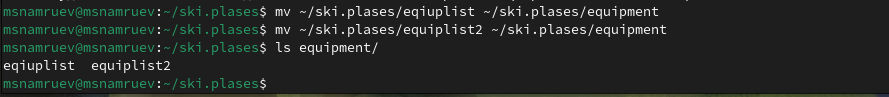 msnamruev@msnamruev:~/ski.plases$ mv ~/ski.plases/eqiuplist ~/ski.plases/equipment
msnamruev@msnamruev:~/ski.plases$ mv ~/ski.plases/equiplist2 ~/ski.plases/equipment
msnamruev@msnamruev:~/ski.plases$ ls equipment/
eqiuplist  equiplist2
msnamruev@msnamruev:~/ski.plases$